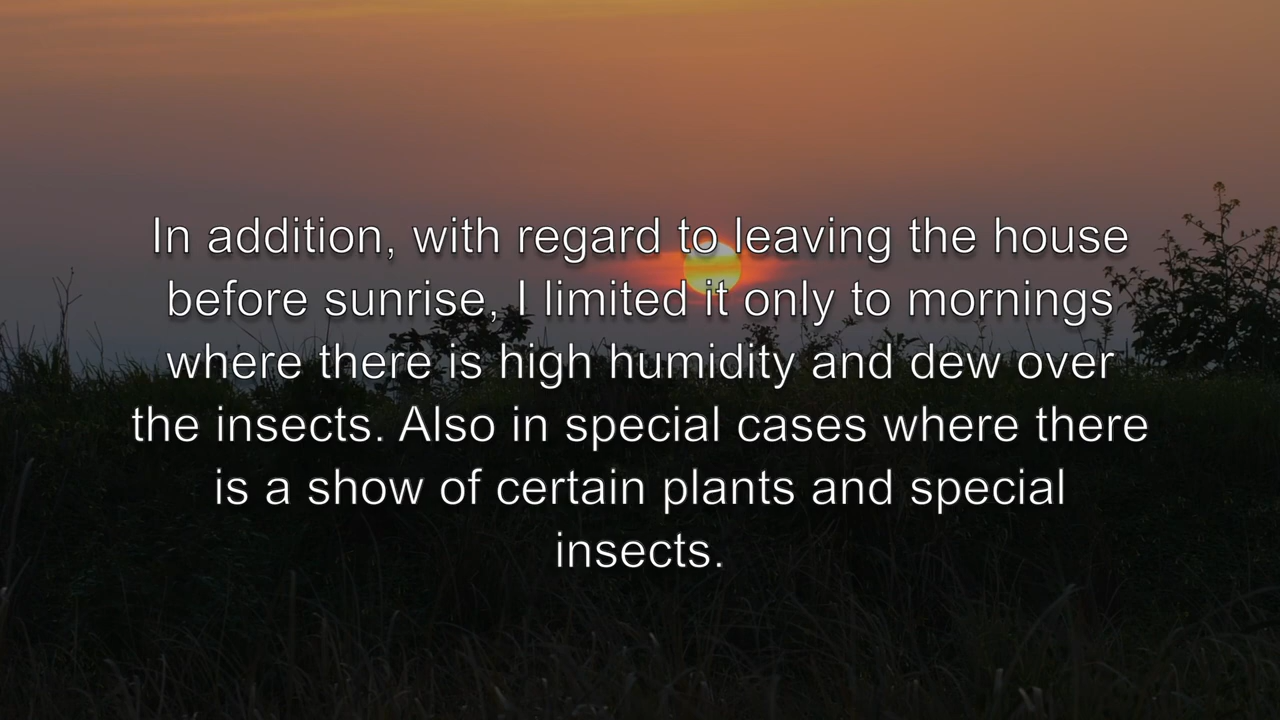 In addition, with regard to leaving the house
before sunrise, I limited it only to mornings
where there is high humidity and dew over
the insects. Also in special cases where there
is a show of certain plants and special
insects.